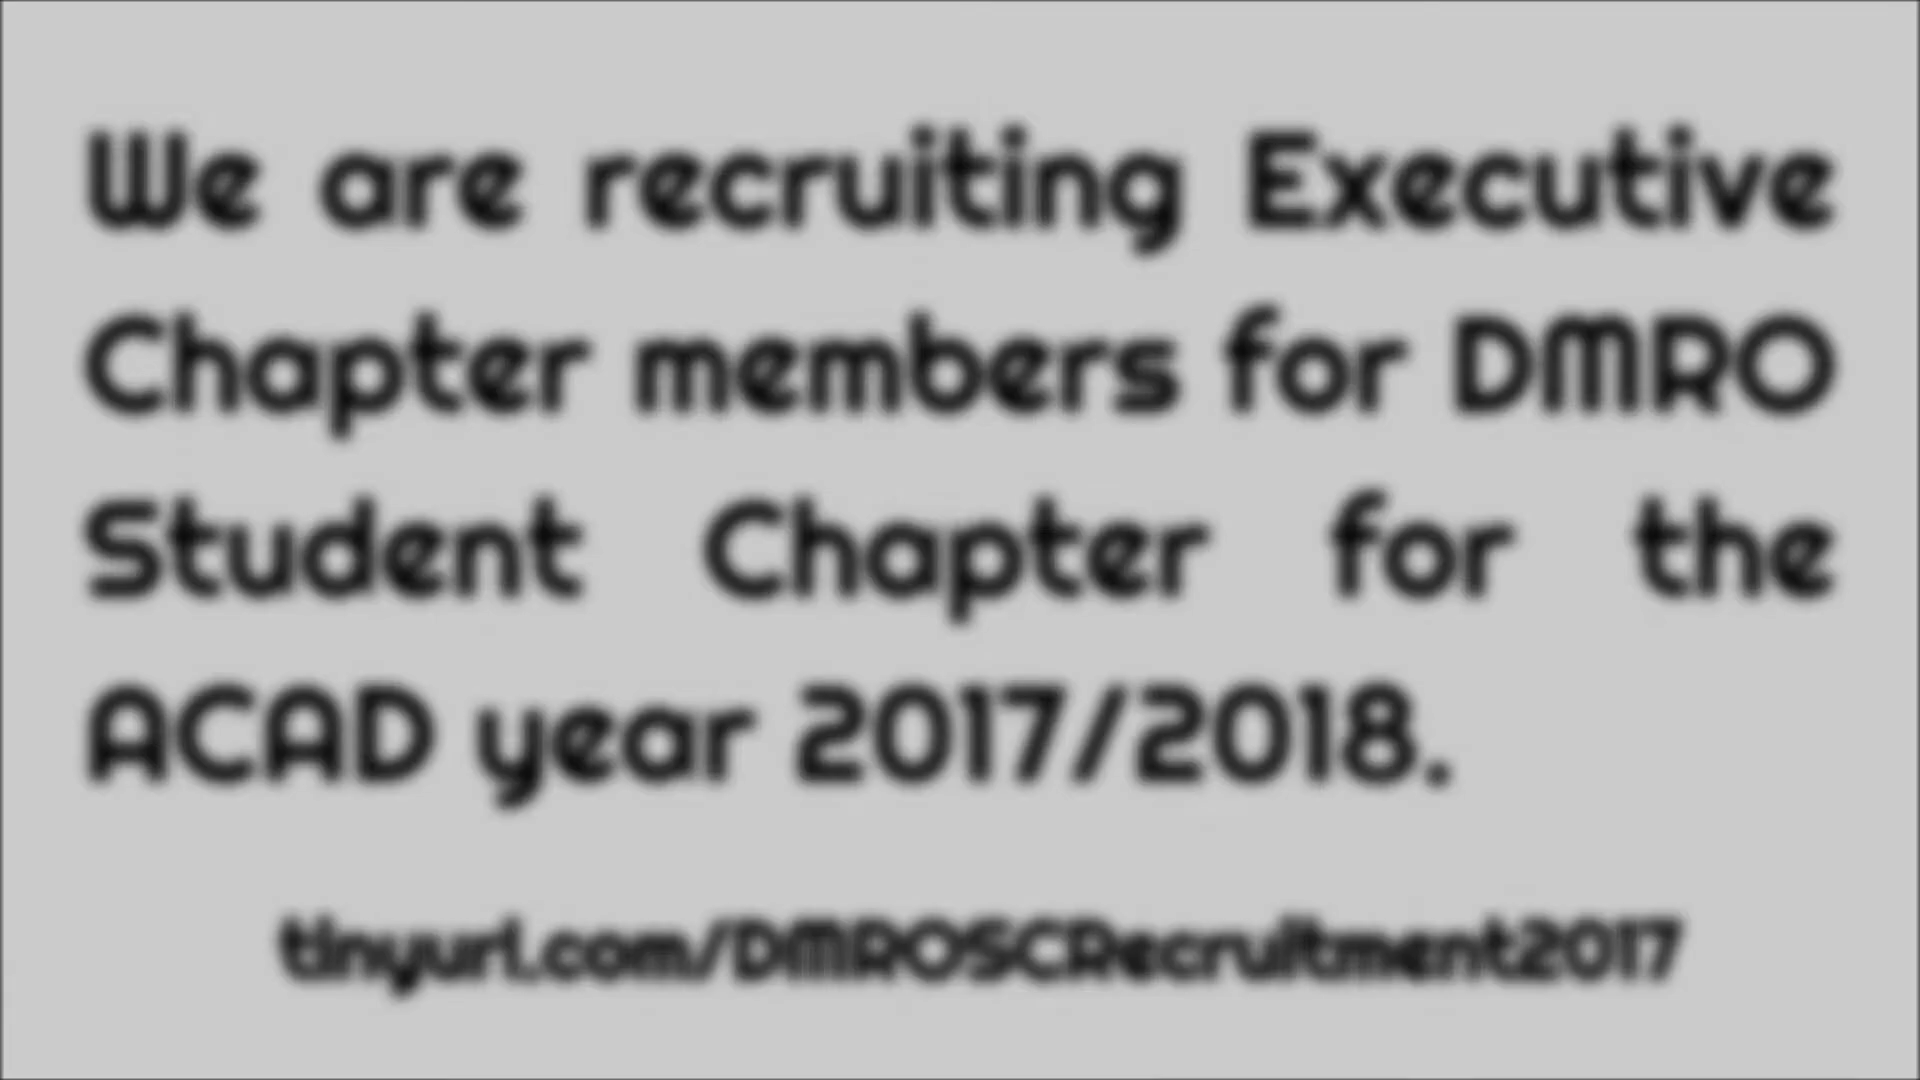 We are recruiting Executive
Chapter members for DMRO
Student Chapter for the
ACAD year 2017/2018.
tinyurl.com/DMROSCRecruitment2017